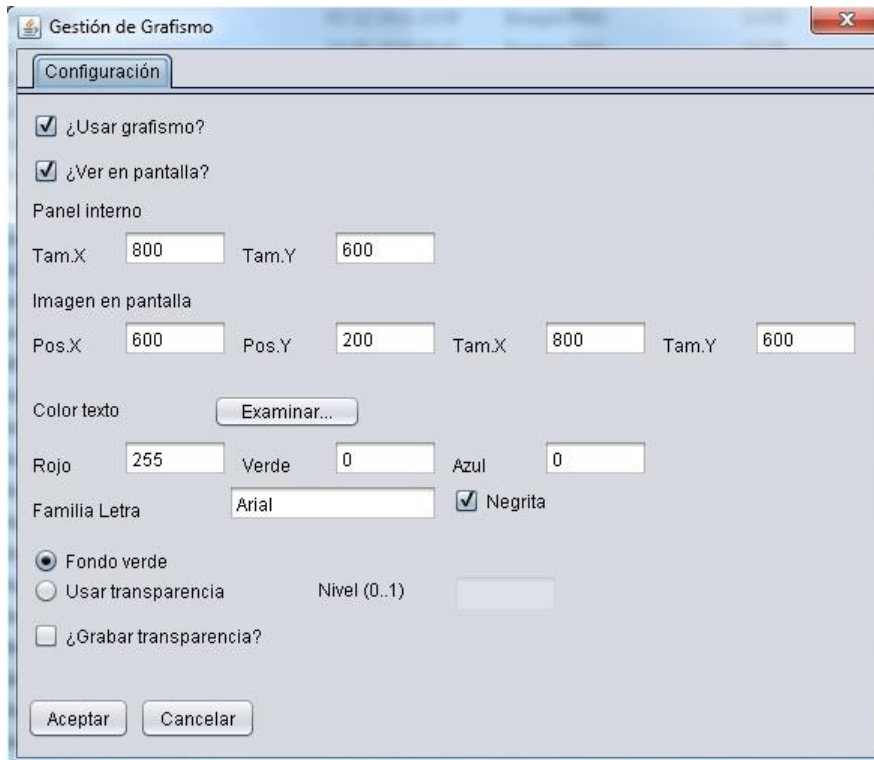 Gestión de Grafismo
Configuración
¿Usar grafismo?
¿Ver en pantalla?
Panel interno
Tam.X 800 Tam.Y 600
Imagen en pantalla
Pos.X 600 Pos.Y 200 Tam.X 800 Tam.Y 600
Color texto Examinar...
Rojo 255 Verde 0 Azul 0
Familia Letra Arial Negrita
Fondo verde
Usar transparencia Nivel (0..1)
¿Grabar transparencia?
Aceptar Cancelar